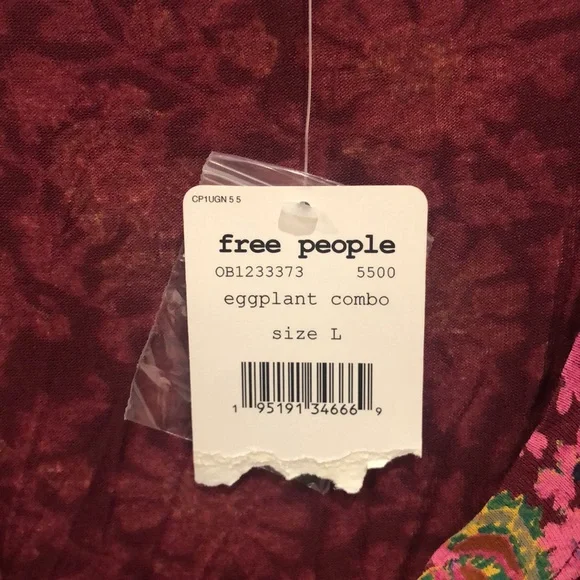 CP1UGN 5 5
free people
OB1233373 5500
eggplant combo
size L
1 95191 34666 9